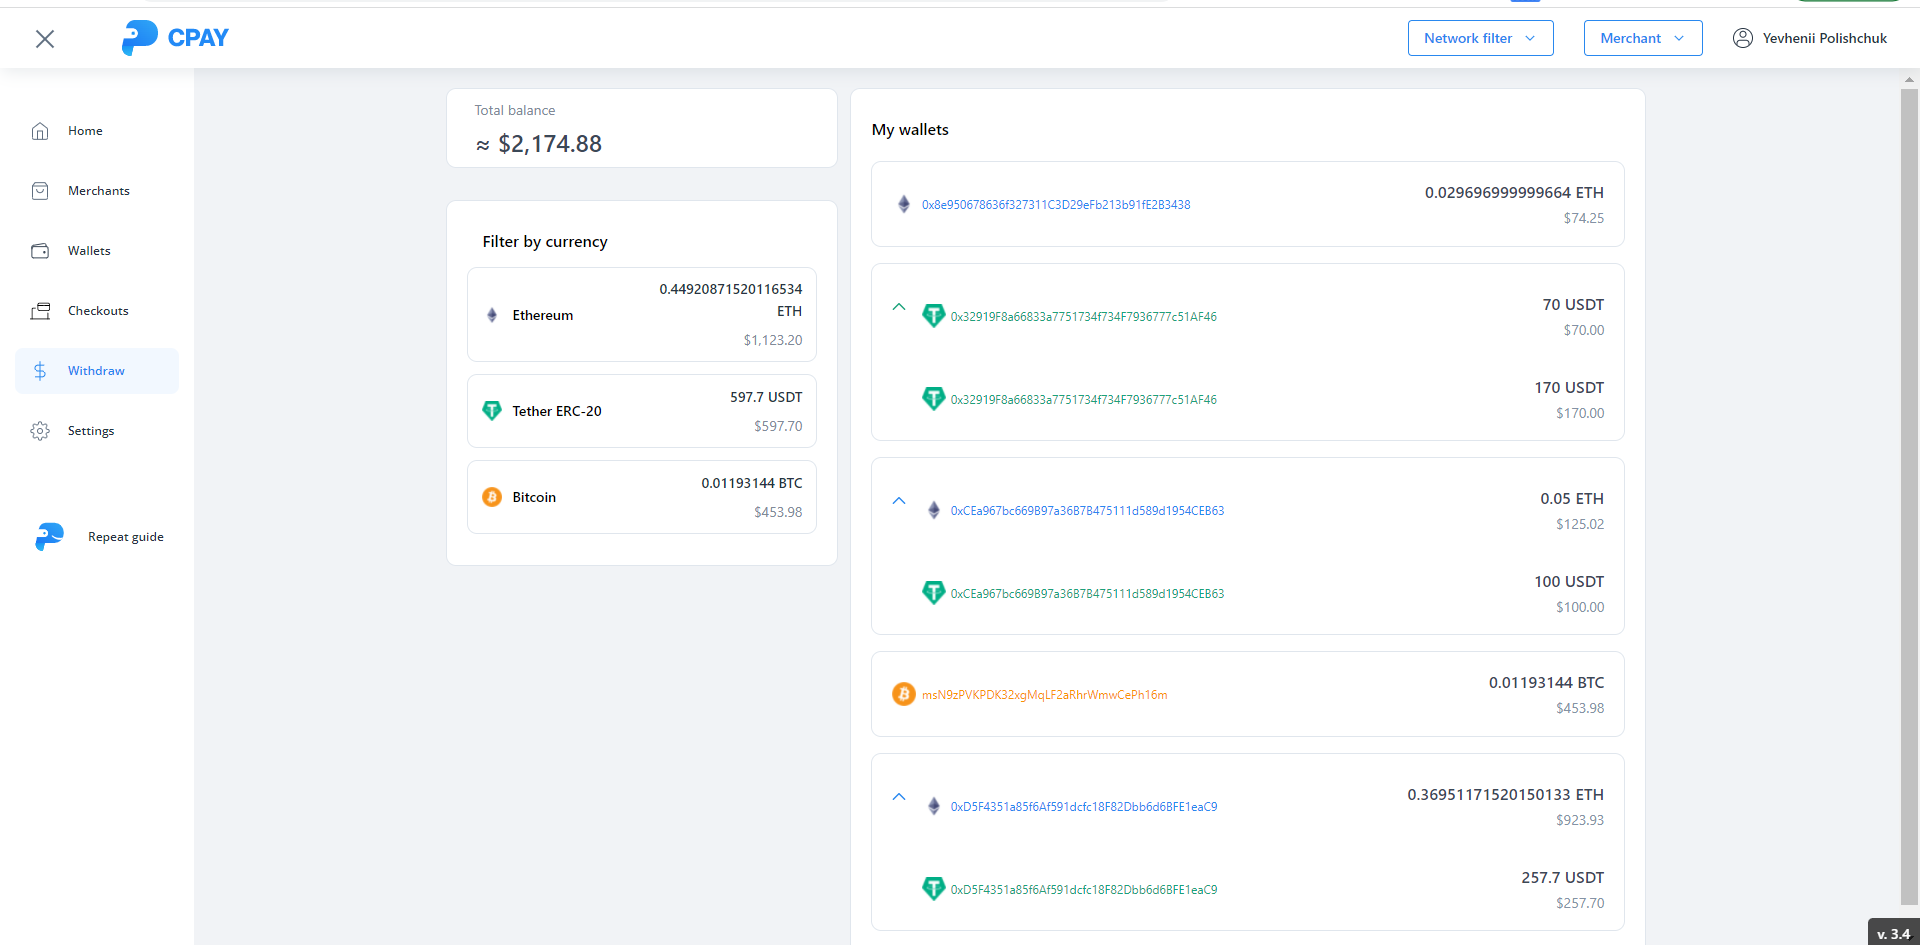 CPAY
Network filter
Merchant
Yevhenii Polishchuk
Home
Merchants
Wallets
Checkouts
Withdraw
Settings
Repeat guide
Total balance
≈ $2,174.88
Filter by currency
Ethereum
0.44920871520116534
ETH
$1,123.20
Tether ERC-20
597.7 USDT
$597.70
Bitcoin
0.01193144 BTC
$453.98
My wallets
0x8e950678636f327311C3D29eFb213b91fE2B3438
0.029696999999664 ETH
$74.25
0x32919F8a66833a7751734f734F7936777c51AF46
70 USDT
$70.00
0x32919F8a66833a7751734f734F7936777c51AF46
170 USDT
$170.00
0xCEa967bc669B97a36B7B475111d589d1954CEB63
0.05 ETH
$125.02
0xCEa967bc669B97a36B7B475111d589d1954CEB63
100 USDT
$100.00
msN9zPVKPDK32xgMqLF2aRhrWmwCePh16m
0.01193144 BTC
$453.98
0xD5F4351a85f6Af591dcfc18F82Dbb6d6BFE1eaC9
0.36951171520150133 ETH
$923.93
0xD5F4351a85f6Af591dcfc18F82Dbb6d6BFE1eaC9
257.7 USDT
$257.70
v. 3.4